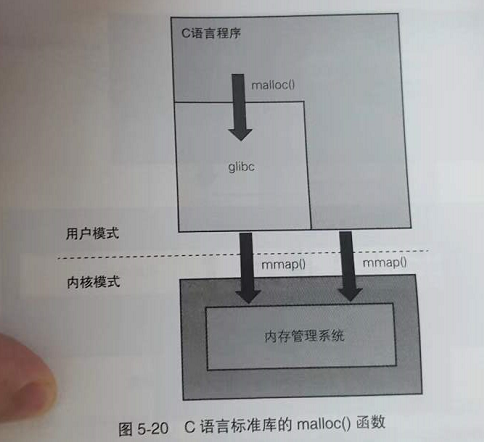 C语言程序
malloc()
glibc
用户模式
mmap()
mmap()
内核模式
内存管理系统
图 5-20 C 语言标准库的 malloc() 函数